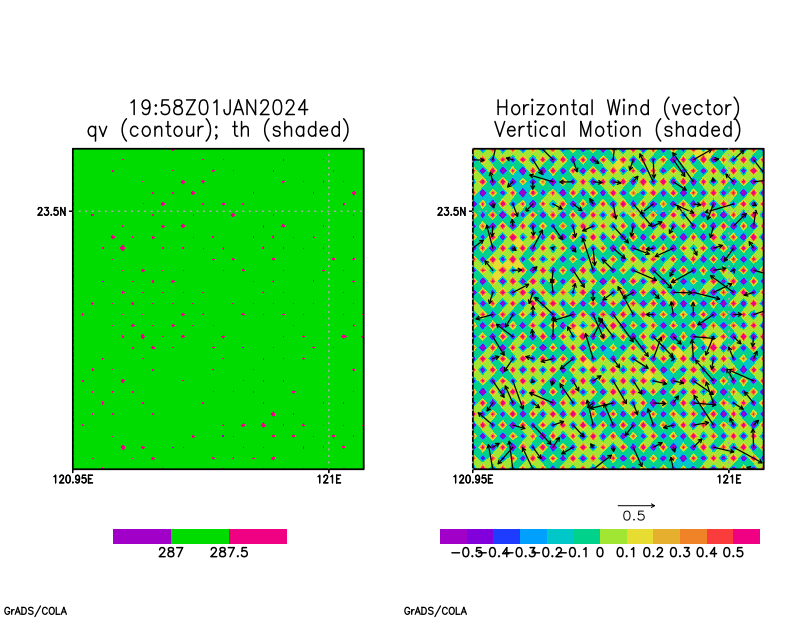 19:58Z01JAN2024
qv (contour); th (shaded)
23.5N
120.95E
121E
287
287.5
GrADS/COLA
Horizontal Wind (vector)
Vertical Motion (shaded)
23.5N
120.95E
121E
0.5
-0.5 -0.4 -0.3 -0.2 -0.1 0 0.1 0.2 0.3 0.4 0.5
GrADS/COLA